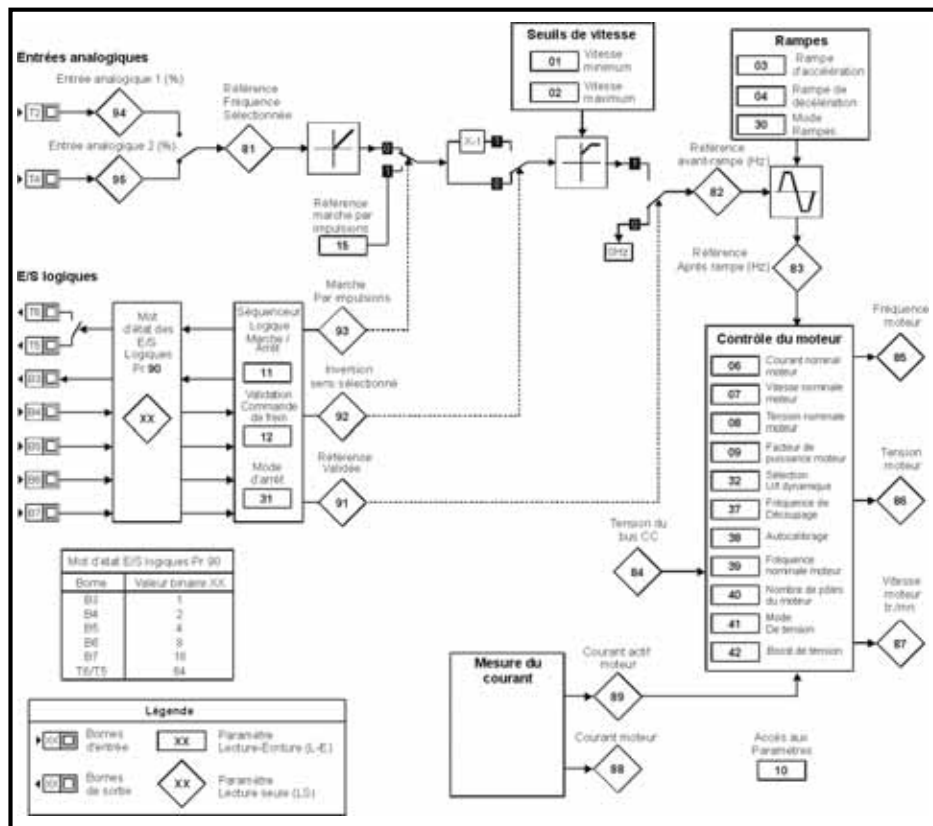 Entrées analogiques
Entrée analogique 1 (%)
T2
94
Entrée analogique 2 (%)
T4
95
Référence
Fréquence
Sélectionnée
81
0
1
Référence
marche par
impulsions
15
X-1
1
0
Seuils de vitesse
01
Vitesse
minimum
02
Vitesse
maximum
1
0
0Hz
Référence
avant-rampe (Hz)
82
Rampes
03
Rampe
d'accélération
04
Rampe de
décélération
30
Mode
Rampes
Référence
Après rampe (Hz)
83
E/S logiques
T6
T5
B3
B4
B5
B6
B7
Mot
d'état des
E/S
Logiques
Pr 90
XX
Séquenceur
Logique
Marche /
Arrêt
11
Validation
Commande
de frein
12
Mode
d'arrêt
31
Marche
Par impulsions
93
Inversion
sens sélectionné
92
Référence
Validée
91
Contrôle du moteur
06
Courant nominal
moteur
07
Vitesse nominale
moteur
08
Tension nominale
moteur
09
Facteur de
puissance moteur
32
Sélection
U/f dynamique
37
Fréquence de
Découpage
38
Autocalibrage
39
Fréquence
nominale moteur
40
Nombre de pôles
du moteur
41
Mode
De tension
42
Boost de tension
Fréquence
moteur
85
Tension
moteur
86
Vitesse
moteur
tr./mn
87
Tension du
bus CC
84
Mot d'état E/S logiques Pr 90
Borne Valeur binaire XX
B3 1
B4 2
B5 4
B6 8
B7 16
T6/T5 64
Mesure du
courant
Courant actif
moteur
89
Courant moteur
88
Accès aux
Paramètres
10
Légende
XX
Bornes
d'entrée
XX
Paramètre
Lecture-Ecriture (L-E)
XX
Bornes
de sortie
XX
Paramètre
Lecture seule (LS)